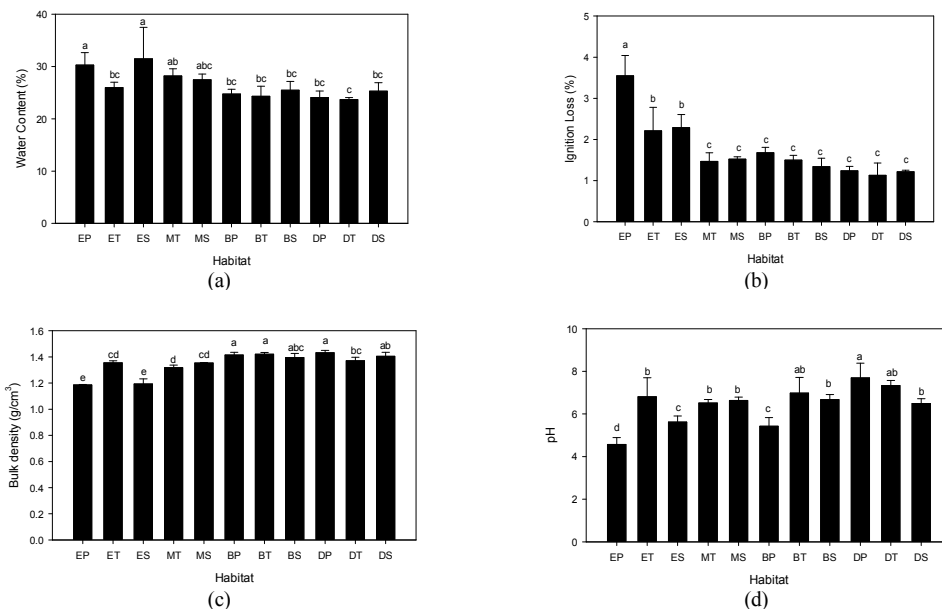 40
30
20
10
0
Water Content (%)
a bc a ab abc bc bc bc bc c bc
EP ET ES MT MS BP BT BS DP DT DS
Habitat
(a)
5
4
3
2
1
0
Ignition Loss (%)
a b b c c c c c c c c
EP ET ES MT MS BP BT BS DP DT DS
Habitat
(b)
1.6
1.4
1.2
1.0
0.8
0.6
0.4
0.2
0.0
Bulk density (g/cm³)
e cd e d cd a a abc a bc ab
EP ET ES MT MS BP BT BS DP DT DS
Habitat
(c)
10
8
6
4
2
0
pH
d b c b b c ab b a ab b
EP ET ES MT MS BP BT BS DP DT DS
Habitat
(d)